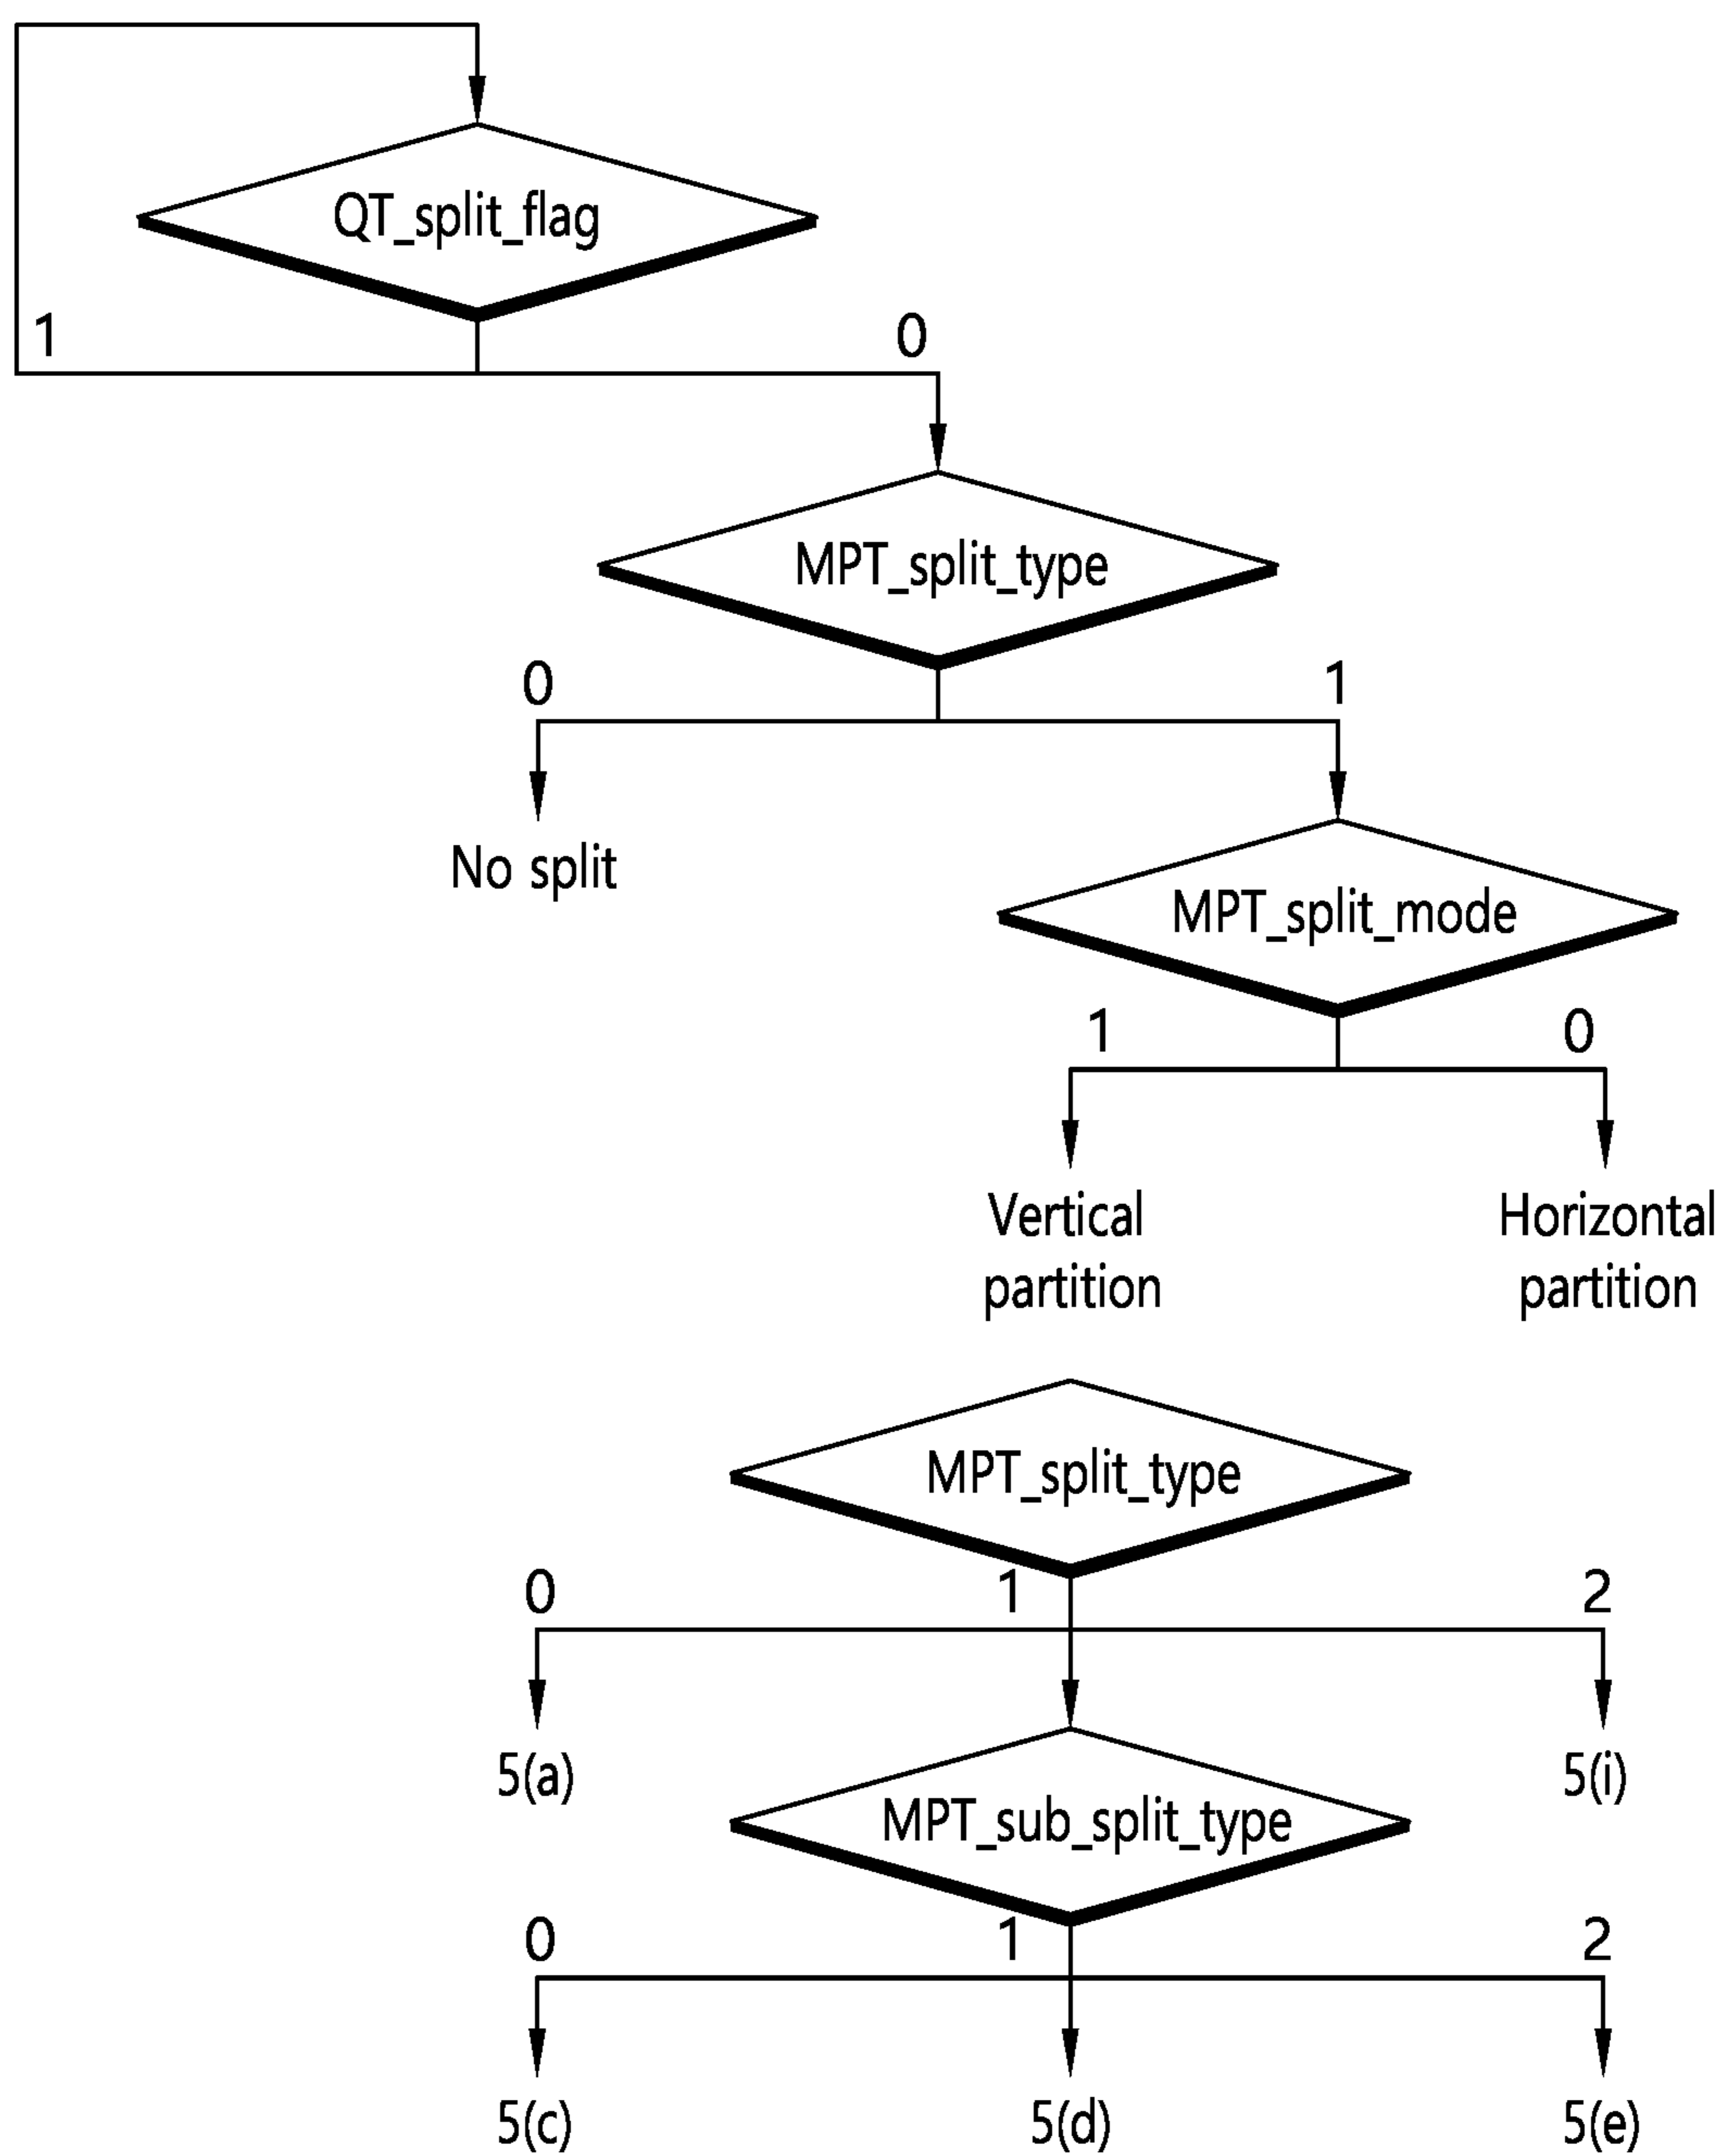 QT_split_flag
1
0
MPT_split_type
0
1
No split
MPT_split_mode
1
0
Vertical
partition
Horizontal
partition
MPT_split_type
0
1
2
5(a)
5(i)
MPT_sub_split_type
0
1
2
5(c)
5(d)
5(e)